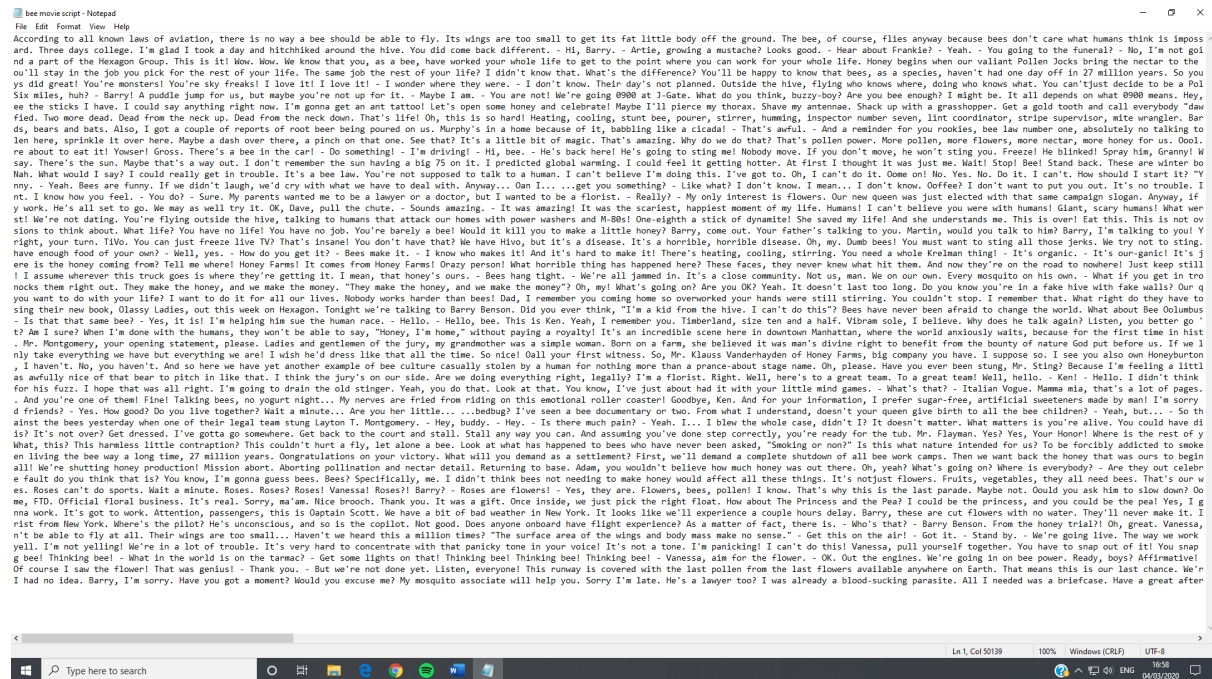 bee movie script - Notepad
File Edit Format View Help
According to all known laws of aviation, there is no way a bee should be able to fly. Its wings are too small to get its fat little body off the ground. The bee, of course, flies anyway because bees don't care what humans think is imposs
ard. Three days college. I'm glad I took a day and hitchhiked around the hive. You did come back different. - Hi, Barry. - Artie, growing a mustache? Looks good. - Hear about Frankie? - Yeah. - You going to the funeral? - No, I'm not goi
nd a part of the Hexagon Group. This is it! Wow. Wow. We know that you, as a bee, have worked your whole life to get to the point where you can work for your whole life. Honey begins when our valiant Pollen Jocks bring the nectar to the
ou'll stay in the job you pick for the rest of your life. The same job the rest of your life? I didn't know that. What's the difference? You'll be happy to know that bees, as a species, haven't had one day off in 27 million years. So you
ys did great! You're monsters! You're sky freaks! I love it! I love it! - I wonder where they were. - I don't know. Their day's not planned. Outside the hive, flying who knows where, doing who knows what. You can'tjust decide to be a Pol
Six miles, huh? - Barry! A puddle jump for us, but maybe you're not up for it. - Maybe I am. - You are not! We're going 0900 at J-Gate. What do you think, buzzy-boy? Are you bee enough? I might be. It all depends on what 0900 means. Hey,
ee the sticks I have. I could say anything right now. I'm gonna get an ant tattoo! Let's open some honey and celebrate! Maybe I'll pierce my thorax. Shave my antennae. Shack up with a grasshopper. Get a gold tooth and call everybody "daw
fied. Two more dead. Dead from the neck up. Dead from the neck down. That's life! Oh, this is so hard! Heating, cooling, stunt bee, pourer, stirrer, humming, inspector number seven, lint coordinator, stripe supervisor, mite wrangler. Bar
ds, bears and bats. Also, I got a couple of reports of root beer being poured on us. Murphy's in a home because of it, babbling like a cicada! - That's awful. - And a reminder for you rookies, bee law number one, absolutely no talking to
len here, sprinkle it over here. Maybe a dash over there, a pinch on that one. See that? It's a little bit of magic. That's amazing. Why do we do that? That's pollen power. More pollen, more flowers, more nectar, more honey for us. Oool.
re about to eat it! Yowser! Gross. There's a bee in the car! - Do something! - I'm driving! - Hi, bee. - He's back here! He's going to sting me! Nobody move. If you don't move, he won't sting you. Freeze! He blinked! Spray him, Granny! W
say. There's the sun. Maybe that's a way out. I don't remember the sun having a big 75 on it. I predicted global warming. I could feel it getting hotter. At first I thought it was just me. Wait! Stop! Bee! Stand back. These are winter bo
Nah. What would I say? I could really get in trouble. It's a bee law. You're not supposed to talk to a human. I can't believe I'm doing this. I've got to. Oh, I can't do it. Oome on! No. Yes. No. Do it. I can't. How should I start it? "Y
nny. - Yeah. Bees are funny. If we didn't laugh, we'd cry with what we have to deal with. Anyway... Oan I... ...get you something? - Like what? I don't know. I mean... I don't know. Ooffee? I don't want to put you out. It's no trouble. I
nt. I know how you feel. - You do? - Sure. My parents wanted me to be a lawyer or a doctor, but I wanted to be a florist. - Really? - My only interest is flowers. Our new queen was just elected with that same campaign slogan. Anyway, if
y work. He's all set to go. We may as well try it. OK, Dave, pull the chute. - Sounds amazing. - It was amazing! It was the scariest, happiest moment of my life. Humans! I can't believe you were with humans! Giant, scary humans! What wer
st! We're not dating. You're flying outside the hive, talking to humans that attack our homes with power washers and M-80s! One-eighth a stick of dynamite! She saved my life! And she understands me. This is over! Eat this. This is not ov
sions to think about. What life? You have no life! You have no job. You're barely a bee! Would it kill you to make a little honey? Barry, come out. Your father's talking to you. Martin, would you talk to him? Barry, I'm talking to you! Y
right, your turn. TiVo. You can just freeze live TV? That's insane! You don't have that? We have Hivo, but it's a disease. It's a horrible, horrible disease. Oh, my. Dumb bees! You must want to sting all those jerks. We try not to sting.
have enough food of your own? - Well, yes. - How do you get it? - Bees make it. - I know who makes it! And it's hard to make it! There's heating, cooling, stirring. You need a whole Krelman thing! - It's organic. - It's our-ganic! It's j
ere is the honey coming from? Tell me where! Honey Farms! It comes from Honey Farms! Orazy person! What horrible thing has happened here? These faces, they never knew what hit them. And now they're on the road to nowhere! Just keep still
! I assume wherever this truck goes is where they're getting it. I mean, that honey's ours. - Bees hang tight. - We're all jammed in. It's a close community. Not us, man. We on our own. Every mosquito on his own. - What if you get in tro
nocks them right out. They make the honey, and we make the money. "They make the honey, and we make the money"? Oh, my! What's going on? Are you OK? Yeah. It doesn't last too long. Do you know you're in a fake hive with fake walls? Our q
you want to do with your life? I want to do it for all our lives. Nobody works harder than bees! Dad, I remember you coming home so overworked your hands were still stirring. You couldn't stop. I remember that. What right do they have to
sing their new book, Olassy Ladies, out this week on Hexagon. Tonight we're talking to Barry Benson. Did you ever think, "I'm a kid from the hive. I can't do this"? Bees have never been afraid to change the world. What about Bee Oolumbus
- Is that that same bee? - Yes, it is! I'm helping him sue the human race. - Hello. - Hello, bee. This is Ken. Yeah, I remember you. Timberland, size ten and a half. Vibram sole, I believe. Why does he talk again? Listen, you better go '
t? Am I sure? When I'm done with the humans, they won't be able to say, "Honey, I'm home," without paying a royalty! It's an incredible scene here in downtown Manhattan, where the world anxiously waits, because for the first time in hist
. Mr. Montgomery, your opening statement, please. Ladies and gentlemen of the jury, my grandmother was a simple woman. Born on a farm, she believed it was man's divine right to benefit from the bounty of nature God put before us. If we l
nly take everything we have but everything we are! I wish he'd dress like that all the time. So nice! Oall your first witness. So, Mr. Klauss Vanderhayden of Honey Farms, big company you have. I suppose so. I see you also own Honeyburton
, I haven't. No, you haven't. And so here we have yet another example of bee culture casually stolen by a human for nothing more than a prance-about stage name. Oh, please. Have you ever been stung, Mr. Sting? Because I'm feeling a littl
as awfully nice of that bear to pitch in like that. I think the jury's on our side. Are we doing everything right, legally? I'm a florist. Right. Well, here's to a great team. To a great team! Well, hello. - Ken! - Hello. I didn't think
for his fuzz. I hope that was all right. I'm going to drain the old stinger. Yeah, you do that. Look at that. You know, I've just about had it with your little mind games. - What's that? - Italian Vogue. Mamma mia, that's a lot of pages.
. And you're one of them! Fine! Talking bees, no yogurt night... My nerves are fried from riding on this emotional roller coaster! Goodbye, Ken. And for your information, I prefer sugar-free, artificial sweeteners made by man! I'm sorry
d friends? - Yes. How good? Do you live together? Wait a minute... Are you her little... ...bedbug? I've seen a bee documentary or two. From what I understand, doesn't your queen give birth to all the bee children? - Yeah, but... - So th
ainst the bees yesterday when one of their legal team stung Layton T. Montgomery. - Hey, buddy. - Hey. - Is there much pain? - Yeah. I... I blew the whole case, didn't I? It doesn't matter. What matters is you're alive. You could have di
is? It's not over? Get dressed. I've gotta go somewhere. Get back to the court and stall. Stall any way you can. And assuming you've done step correctly, you're ready for the tub. Mr. Flayman. Yes? Yes, Your Honor! Where is the rest of y
What, this? This harmless little contraption? This couldn't hurt a fly, let alone a bee. Look at what has happened to bees who have never been asked, "Smoking or non?" Is this what nature intended for us? To be forcibly addicted to smoke
en living the bee way a long time, 27 million years. Oongratulations on your victory. What will you demand as a settlement? First, we'll demand a complete shutdown of all bee work camps. Then we want back the honey that was ours to begin
all! We're shutting honey production! Mission abort. Aborting pollination and nectar detail. Returning to base. Adam, you wouldn't believe how much honey was out there. Oh, yeah? What's going on? Where is everybody? - Are they out celebr
e fault do you think that is? You know, I'm gonna guess bees. Bees? Specifically, me. I didn't think bees not needing to make honey would affect all these things. It'snotjust flowers. Fruits, vegetables, they all need bees. That's our w
es. Roses can't do sports. Wait a minute. Roses. Roses? Roses! Vanessa! Roses?! Barry? - Roses are flowers! - Yes, they are. Flowers, bees, pollen! I know. That's why this is the last parade. Maybe not. Oould you ask him to slow down? Oo
me, FTD. Official floral business. It's real. Sorry, ma'am. Nice brooch. Thank you. It was a gift. Once inside, we just pick the right float. How about The Princess and the Pea? I could be the princess, and you could be the pea! Yes, I g
nna work. It's got to work. Attention, passengers, this is Oaptain Scott. We have a bit of bad weather in New York. It looks like we'll experience a couple hours delay. Barry, these are cut flowers with no water. They'll never make it. I
rist from New York. Where's the pilot? He's unconscious, and so is the copilot. Not good. Does anyone onboard have flight experience? As a matter of fact, there is. - Who's that? - Barry Benson. From the honey trial?! Oh, great. Vanessa,
n't be able to fly at all. Their wings are too small... Haven't we heard this a million times? "The surface area of the wings and body mass make no sense." - Get this on the air! - Got it. - Stand by. - We're going live. The way we work
yell. I'm not yelling! We're in a lot of trouble. It's very hard to concentrate with that panicky tone in your voice! It's not a tone. I'm panicking! I can't do this! Vanessa, pull yourself together. You have to snap out of it! You snap
g bee! Thinking bee! - What in the world is on the tarmac? - Get some lights on that! Thinking bee! Thinking bee! Thinking bee! - Vanessa, aim for the flower. - OK. Out the engines. We're going in on bee power. Ready, boys? Affirmative!
Of course I saw the flower! That was genius! - Thank you. - But we're not done yet. Listen, everyone! This runway is covered with the last pollen from the last flowers available anywhere on Earth. That means this is our last chance. We'r
I had no idea. Barry, I'm sorry. Have you got a moment? Would you excuse me? My mosquito associate will help you. Sorry I'm late. He's a lawyer too? I was already a blood-sucking parasite. All I needed was a briefcase. Have a great after
Ln 1, Col 50139 100% Windows (CRLF) UTF-8
Type here to search
ENG 16:58
04/03/2020